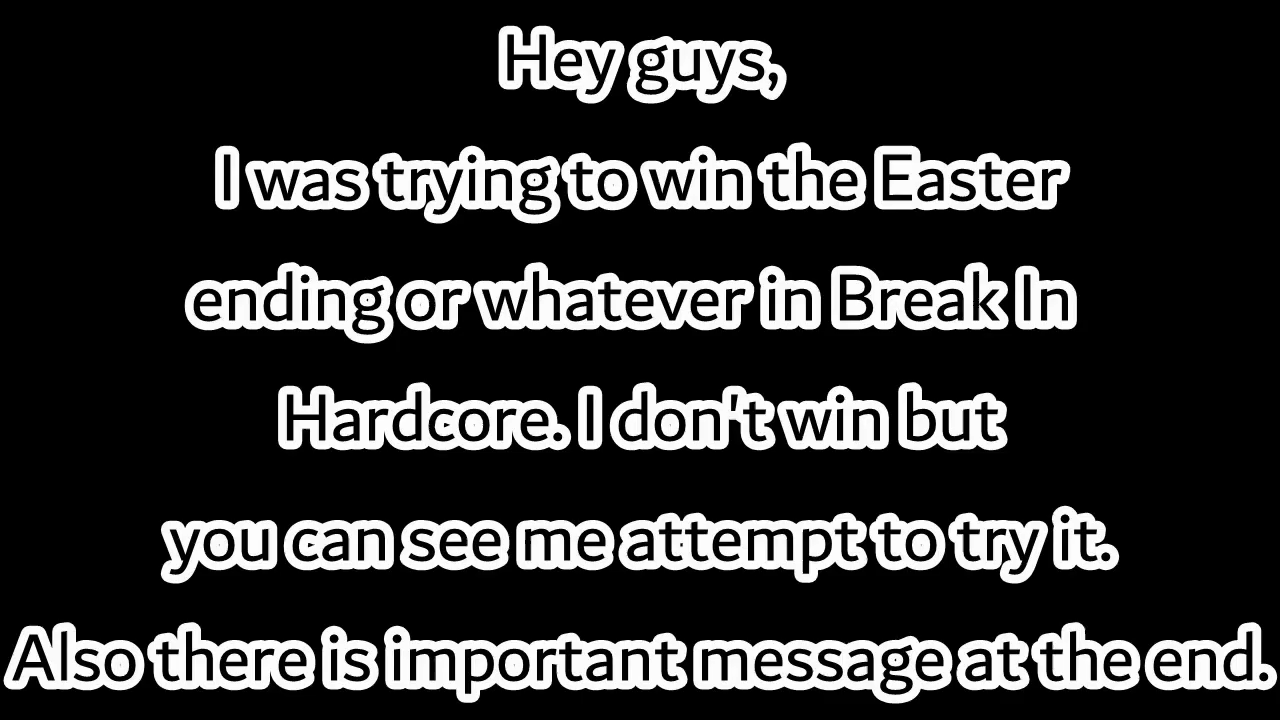 Hey guys,
I was trying to win the Easter
ending or whatever in Break In
Hardcore. I don't win but
you can see me attempt to try it.
Also there is important message at the end.